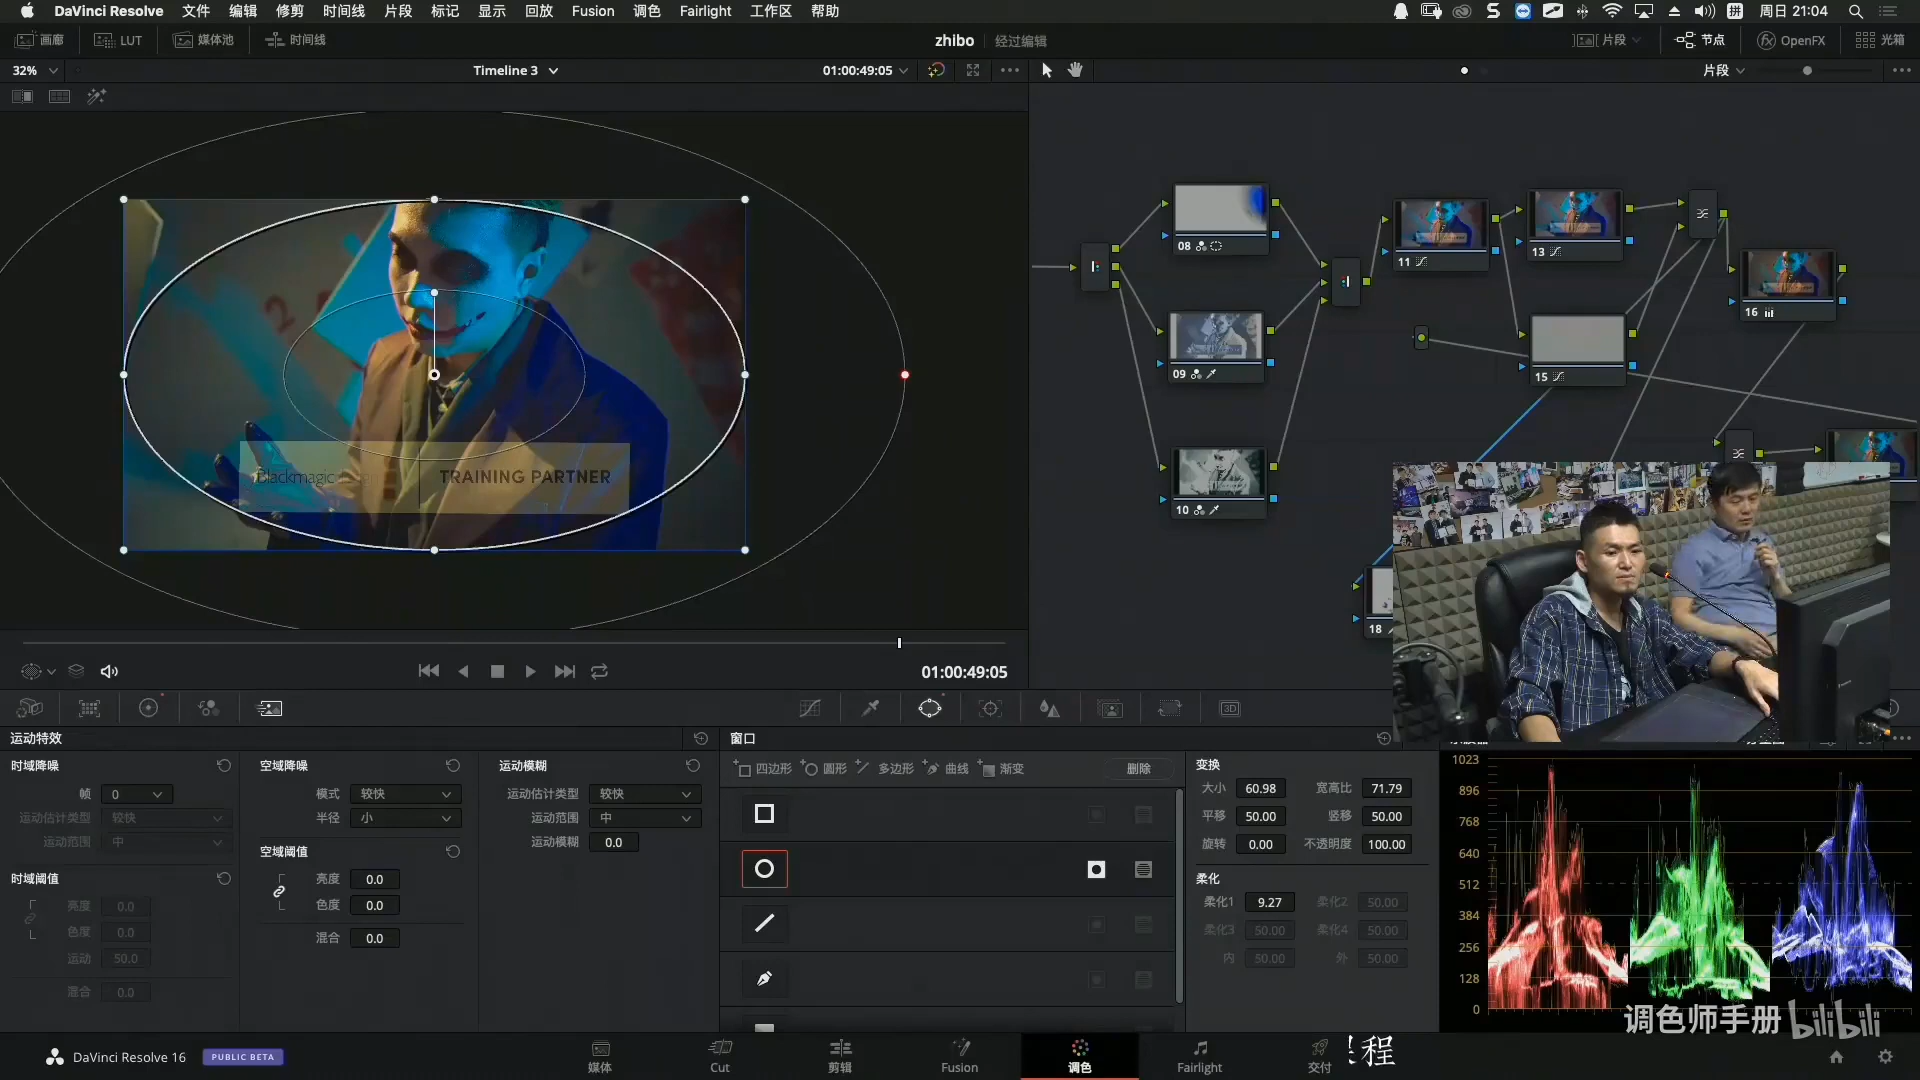 DaVinci Resolve 文件 编辑 修剪 时间线 片段 标记 显示 回放 Fusion 调色 Fairlight 工作区 帮助 拼 周日 21:04
画廊 LUT 媒体池 时间线 zhibo 经过编辑 片段 节点 OpenFX 光箱
32% Timeline 3 01:00:49:05 片段
08
11
13
16
09
15
10
18
Blackmagic TRAINING PARTNER
01:00:49:05
3D
运动特效 窗口
时域降噪 空域降噪 运动模糊 四边形 圆形 多边形 曲线 渐变 删除 变换
帧 0 模式 较快 运动估计类型 较快 大小 60.98 宽高比 71.79
运动估计类型 较快 半径 小 运动范围 中 平移 50.00 竖移 50.00
运动范围 中 运动模糊 0.0 旋转 0.00 不透明度 100.00
时域阈值 空域阈值 柔化
亮度 0.0 亮度 0.0 柔化1 9.27 柔化2 50.00
色度 0.0 色度 0.0 柔化3 50.00 柔化4 50.00
运动 50.0 混合 0.0 内 50.00 外 50.00
混合 0.0
1023
896
768
640
512
384
256
128
0
调色师手册 bilibili
DaVinci Resolve 16 PUBLIC BETA 媒体 Cut 剪辑 Fusion 调色 Fairlight 交付 程